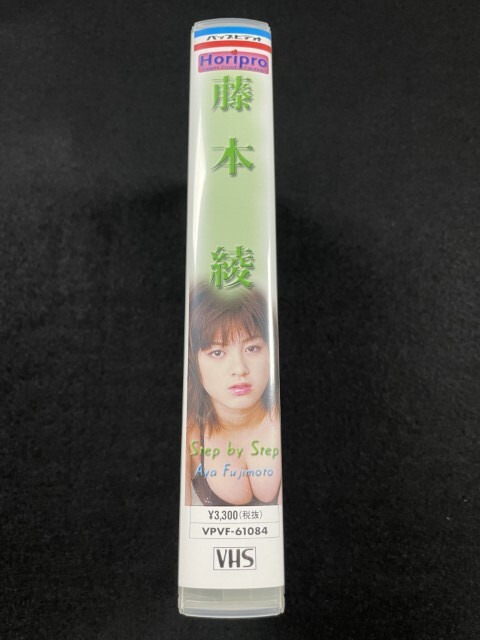 バップビデオ
Horipro
藤本綾
Step by Step
Aya Fujimoto
¥3,300(税抜)
VPVF-61084
VHS